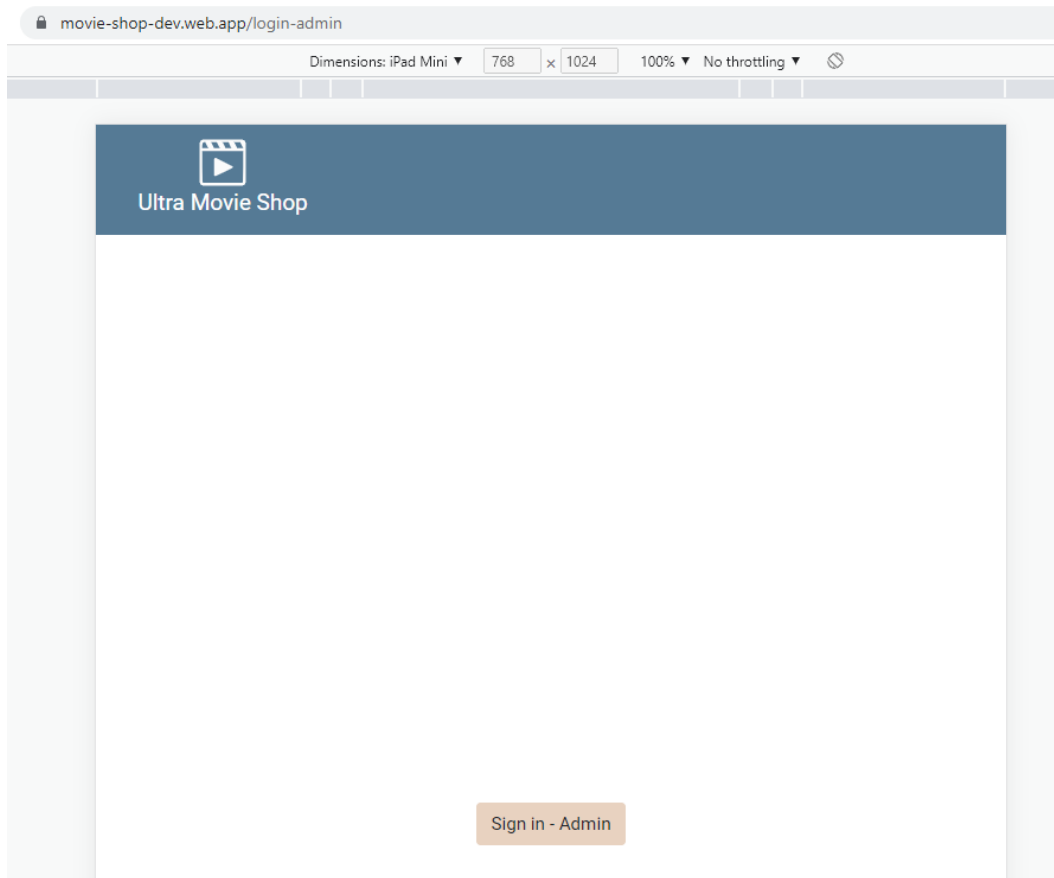 movie-shop-dev.web.app/login-admin
Dimensions: iPad Mini ▼ 768 x 1024 100% ▼ No throttling ▼
Ultra Movie Shop
Sign in - Admin